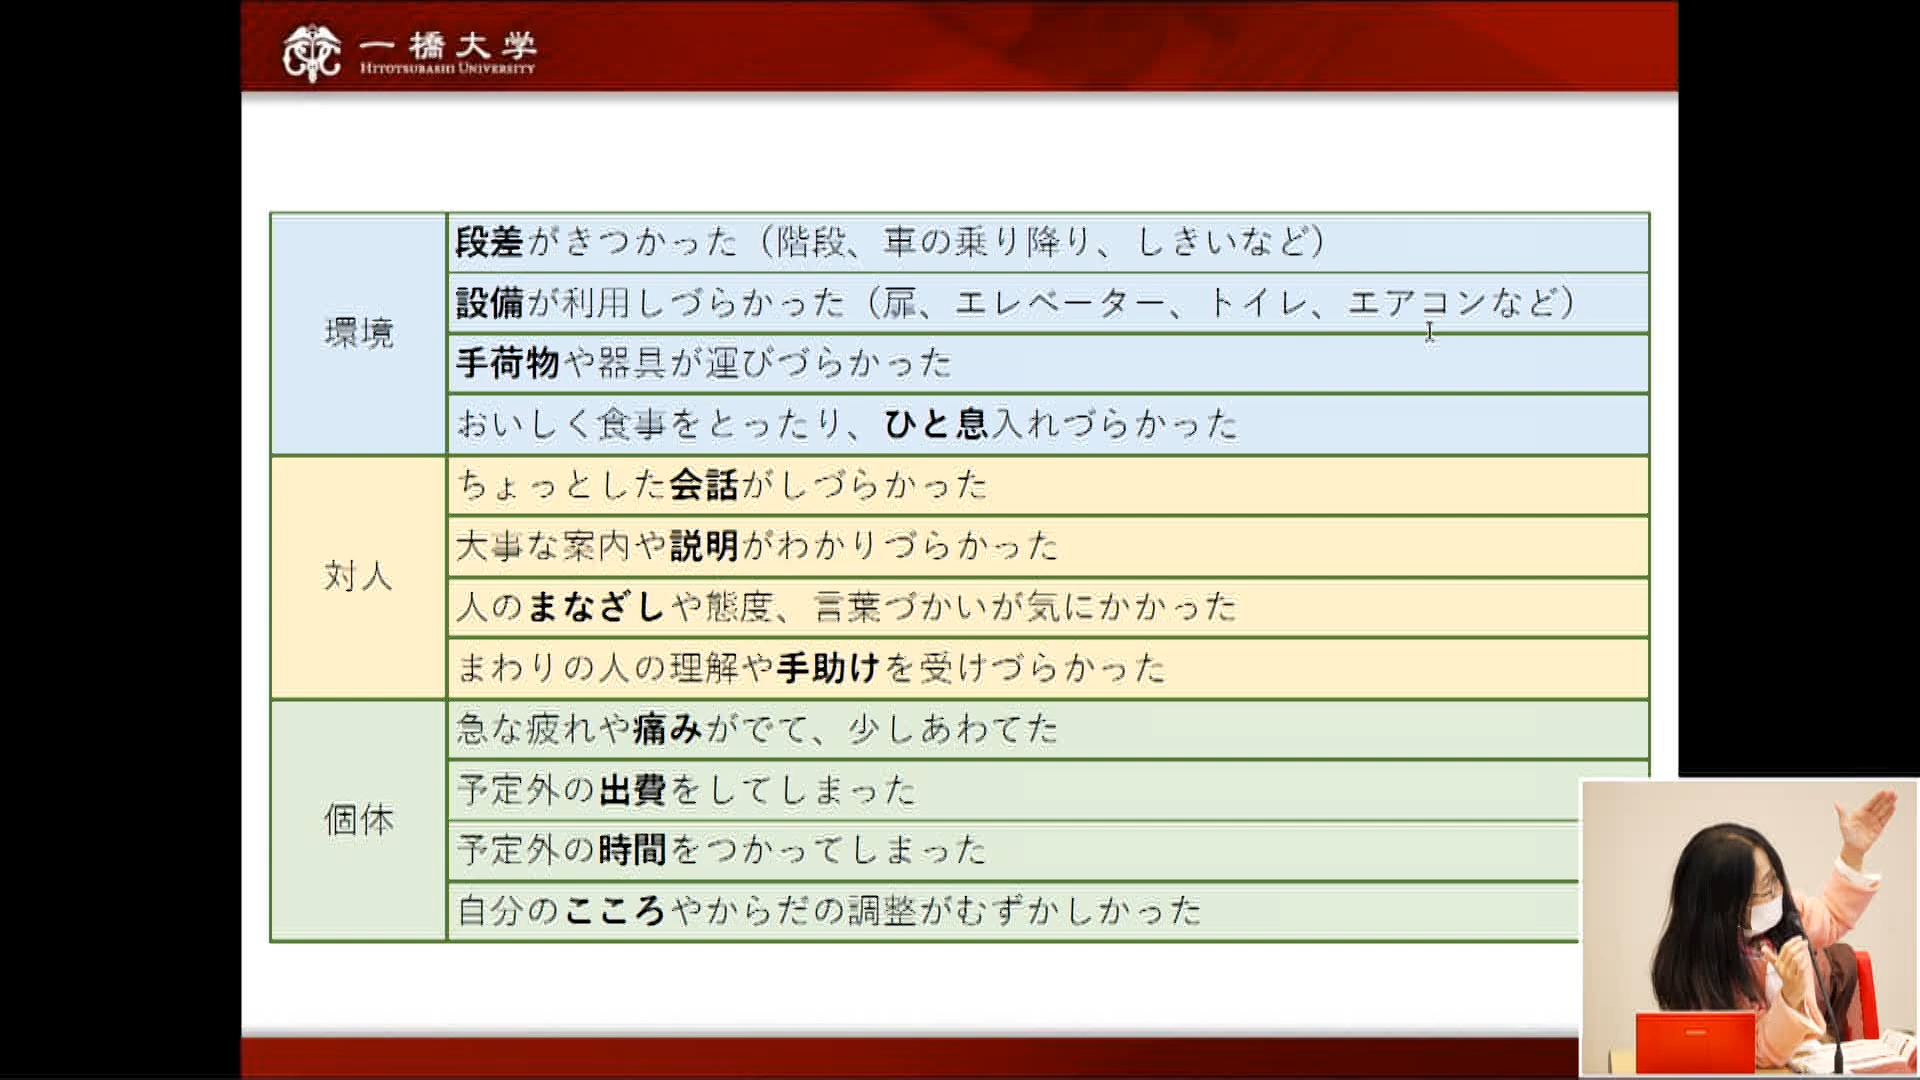 一橋大学
HITOTSUBASHI UNIVERSITY
環境
段差がきつかった（階段、車の乗り降り、しきいなど）
設備が利用しづらかった（扉、エレベーター、トイレ、エアコンなど）
手荷物や器具が運びづらかった
おいしく食事をとったり、ひと息入れづらかった
対人
ちょっとした会話がしづらかった
大事な案内や説明がわかりづらかった
人のまなざしや態度、言葉づかいが気にかかった
まわりの人の理解や手助けを受けづらかった
個体
急な疲れや痛みがでて、少しあわてた
予定外の出費をしてしまった
予定外の時間をつかってしまった
自分のこころやからだの調整がむずかしかった